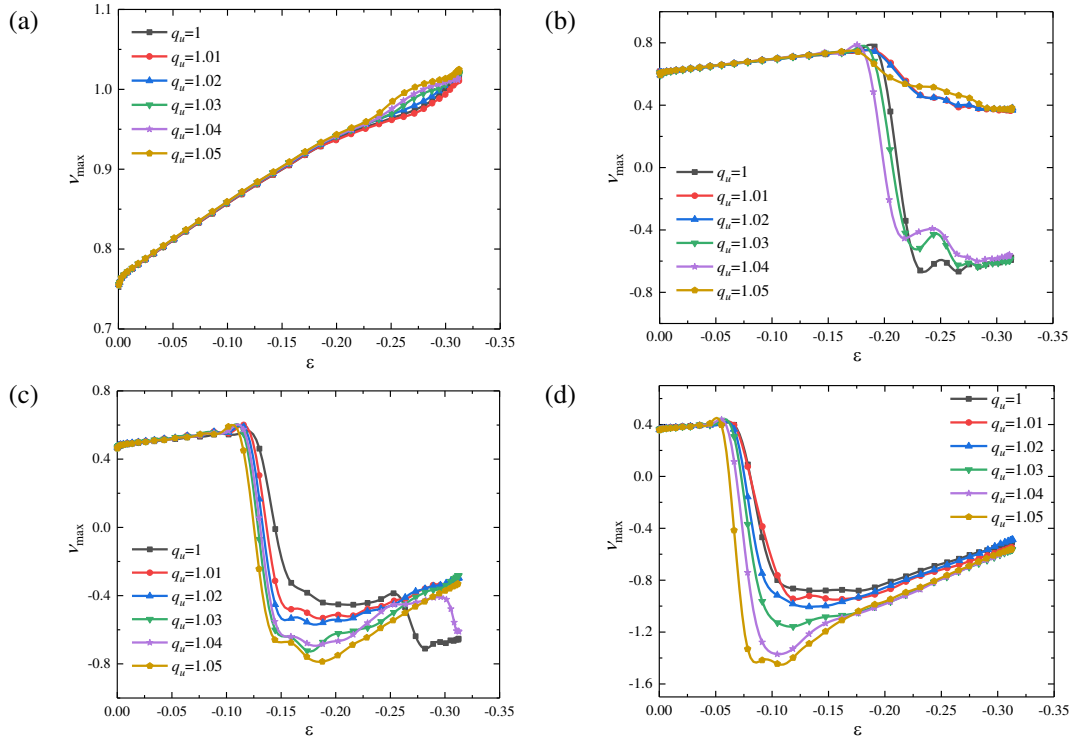 (a)
1.1
1.0
0.9
0.8
0.7
ν_max
q_u=1
q_u=1.01
q_u=1.02
q_u=1.03
q_u=1.04
q_u=1.05
0.00 -0.05 -0.10 -0.15 -0.20 -0.25 -0.30 -0.35
ε
(b)
0.8
0.4
0.0
-0.4
-0.8
ν_max
q_u=1
q_u=1.01
q_u=1.02
q_u=1.03
q_u=1.04
q_u=1.05
0.00 -0.05 -0.10 -0.15 -0.20 -0.25 -0.30 -0.35
ε
(c)
0.8
0.4
0.0
-0.4
-0.8
ν_max
q_u=1
q_u=1.01
q_u=1.02
q_u=1.03
q_u=1.04
q_u=1.05
0.00 -0.05 -0.10 -0.15 -0.20 -0.25 -0.30 -0.35
ε
(d)
0.4
0.0
-0.4
-0.8
-1.2
-1.6
ν_max
q_u=1
q_u=1.01
q_u=1.02
q_u=1.03
q_u=1.04
q_u=1.05
0.00 -0.05 -0.10 -0.15 -0.20 -0.25 -0.30 -0.35
ε